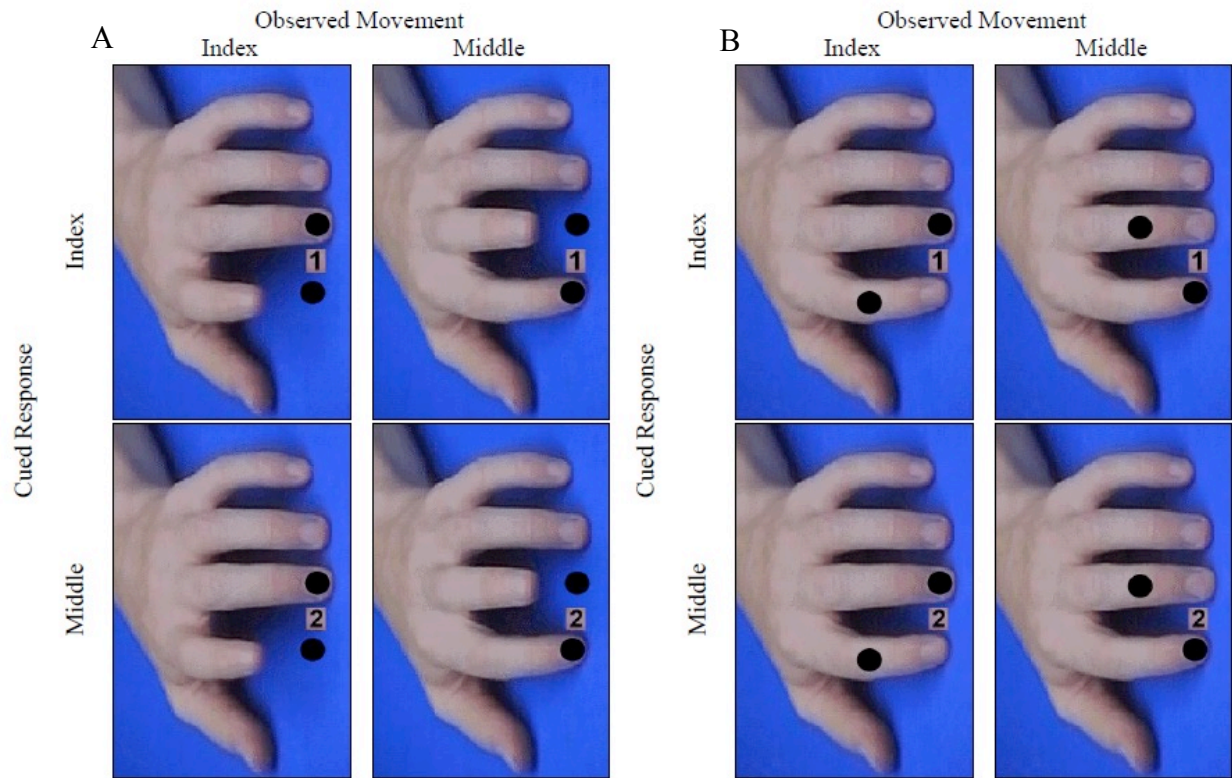 A
Observed Movement
Index
Middle
Cued Response
Index
1
1
Middle
2
2
B
Observed Movement
Index
Middle
Cued Response
Index
1
1
Middle
2
2